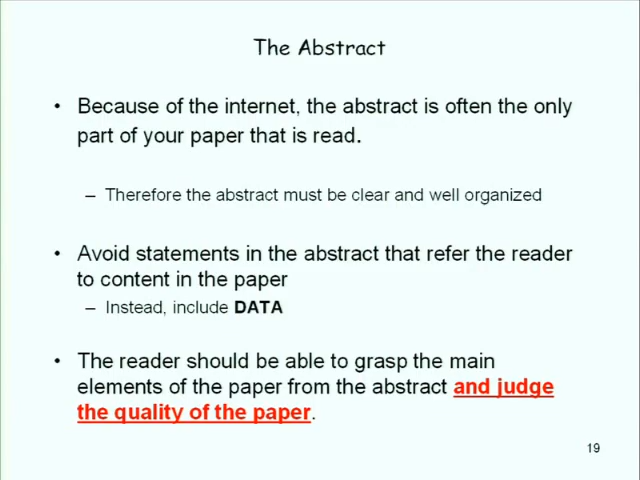 The Abstract
• Because of the internet, the abstract is often the only
part of your paper that is read.
– Therefore the abstract must be clear and well organized
• Avoid statements in the abstract that refer the reader
to content in the paper
– Instead, include DATA
• The reader should be able to grasp the main
elements of the paper from the abstract and judge
the quality of the paper.
19